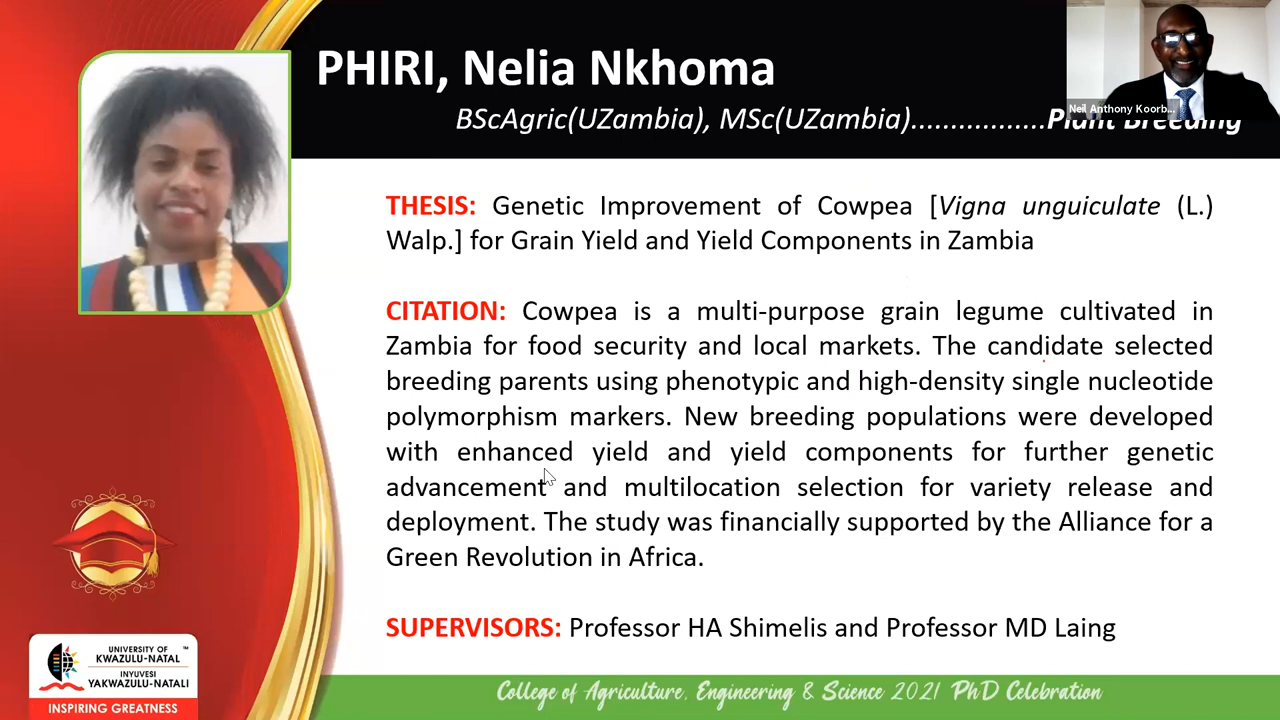 PHIRI, Nelia Nkhoma
BScAgric(UZambia), MSc(UZambia).................Plant Breeding
Neil Anthony Koorb...
THESIS: Genetic Improvement of Cowpea [Vigna unguiculate (L.)
Walp.] for Grain Yield and Yield Components in Zambia
CITATION: Cowpea is a multi-purpose grain legume cultivated in
Zambia for food security and local markets. The candidate selected
breeding parents using phenotypic and high-density single nucleotide
polymorphism markers. New breeding populations were developed
with enhanced yield and yield components for further genetic
advancement and multilocation selection for variety release and
deployment. The study was financially supported by the Alliance for a
Green Revolution in Africa.
SUPERVISORS: Professor HA Shimelis and Professor MD Laing
UNIVERSITY OF ™
KWAZULU-NATAL
INYUVESI
YAKWAZULU-NATALI
INSPIRING GREATNESS
College of Agriculture, Engineering & Science 2021 PhD Celebration